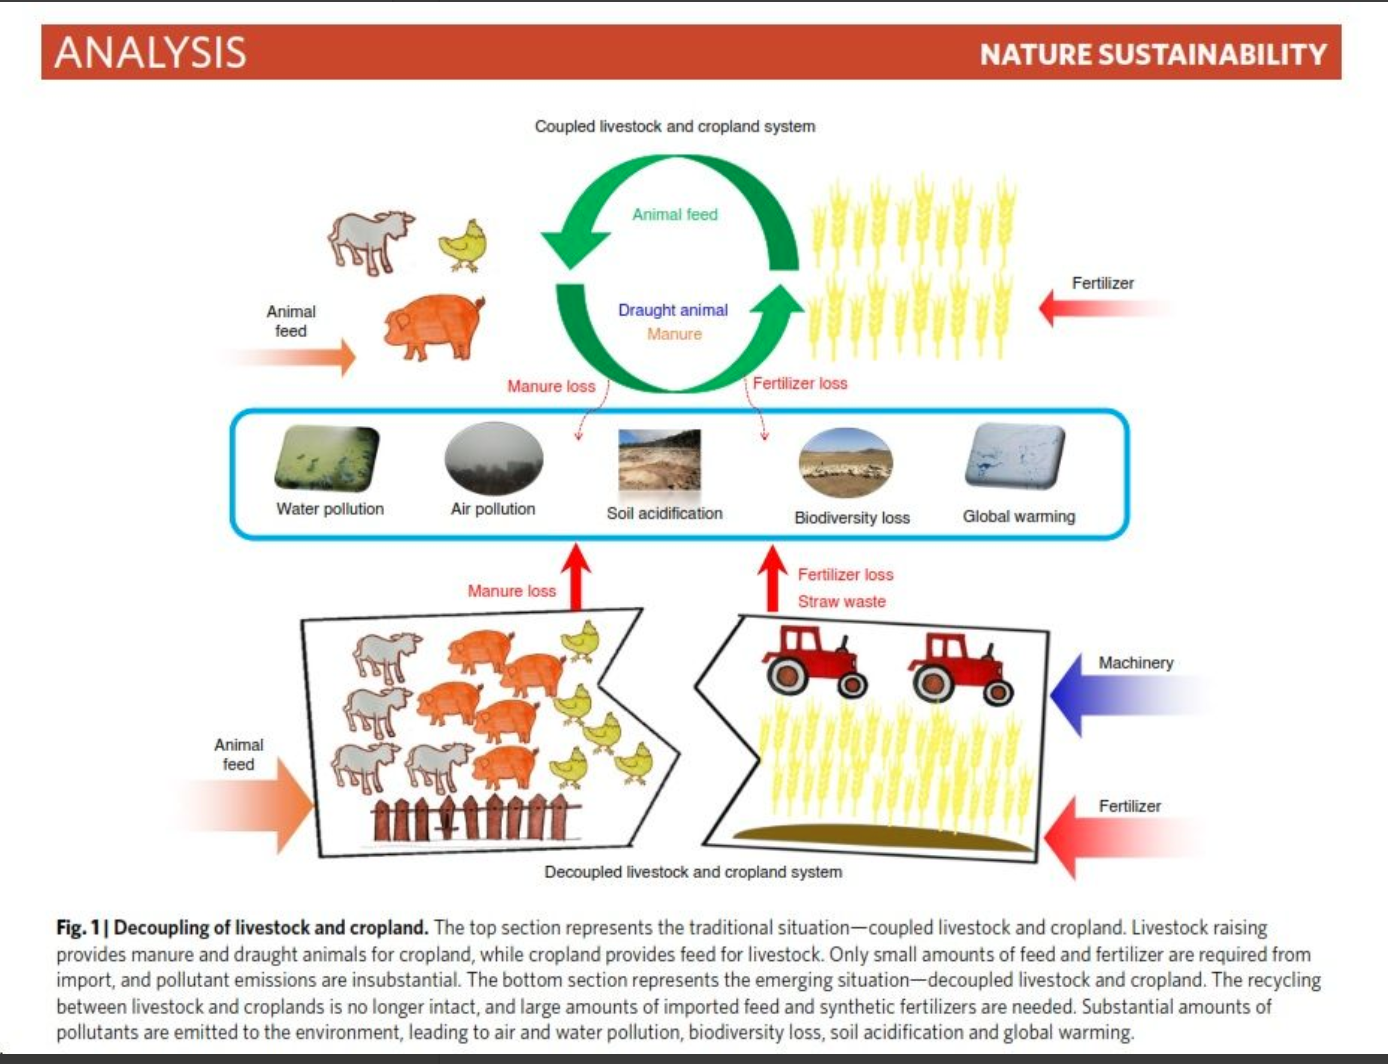 ANALYSIS
NATURE SUSTAINABILITY
Coupled livestock and cropland system
Animal feed
Draught animal
Manure
Animal
feed
Fertilizer
Manure loss
Fertilizer loss
Water pollution
Air pollution
Soil acidification
Biodiversity loss
Global warming
Manure loss
Fertilizer loss
Straw waste
Machinery
Animal
feed
Fertilizer
Decoupled livestock and cropland system
Fig. 1 | Decoupling of livestock and cropland. The top section represents the traditional situation—coupled livestock and cropland. Livestock raising
provides manure and draught animals for cropland, while cropland provides feed for livestock. Only small amounts of feed and fertilizer are required from
import, and pollutant emissions are insubstantial. The bottom section represents the emerging situation—decoupled livestock and cropland. The recycling
between livestock and croplands is no longer intact, and large amounts of imported feed and synthetic fertilizers are needed. Substantial amounts of
pollutants are emitted to the environment, leading to air and water pollution, biodiversity loss, soil acidification and global warming.